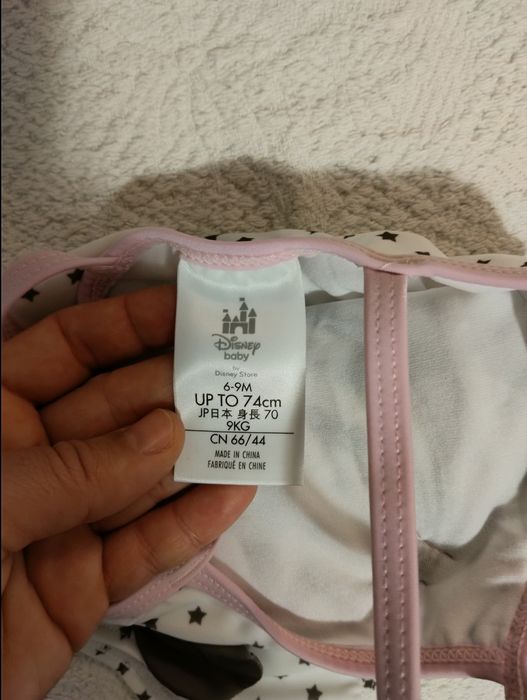 Disney
baby
by
Disney Store
6-9M
UP TO 74cm
JP日本 身長 70
9KG
CN 66/44
MADE IN CHINA
FABRIQUÉ EN CHINE